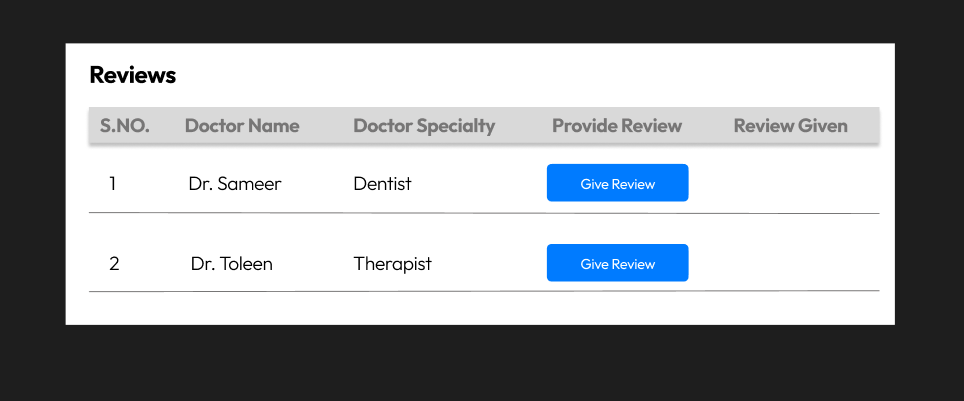 Reviews
S.NO. Doctor Name Doctor Specialty Provide Review Review Given
1 Dr. Sameer Dentist Give Review
2 Dr. Toleen Therapist Give Review